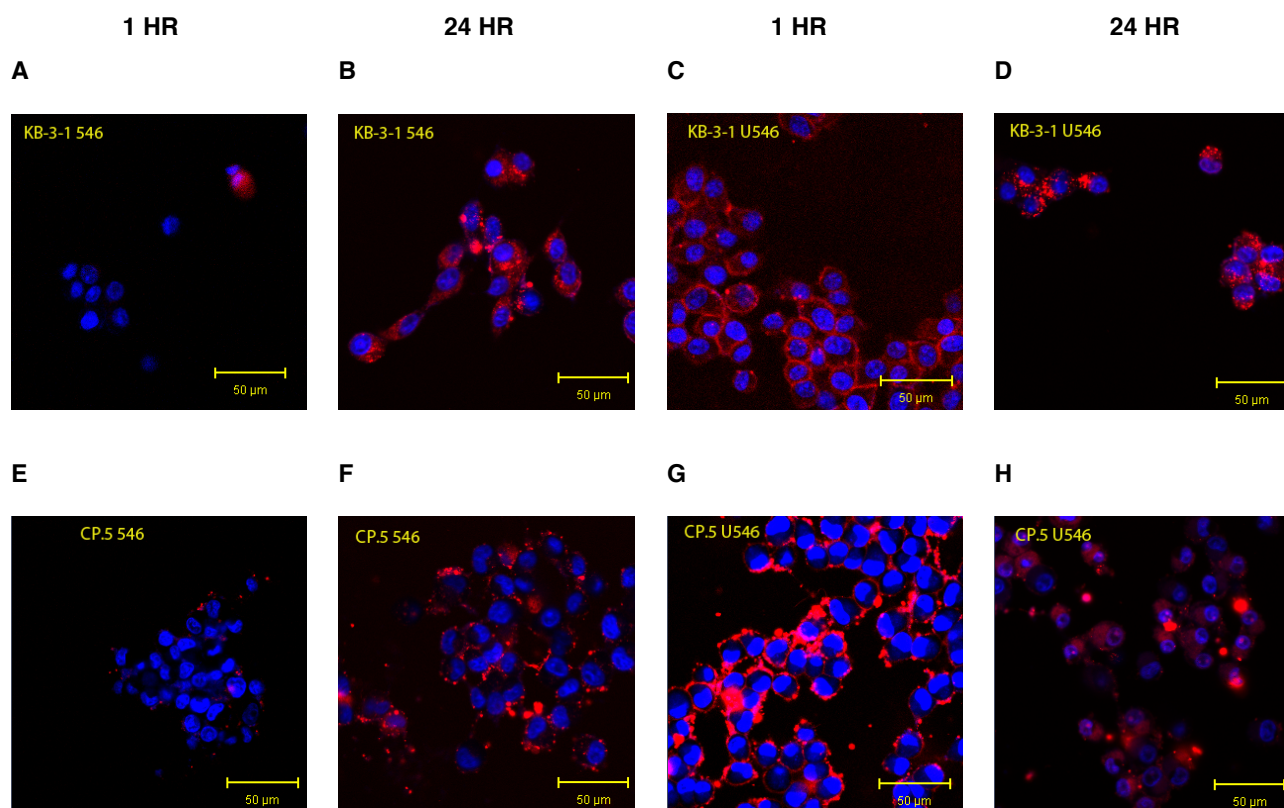 1 HR 24 HR 1 HR 24 HR
A B C D
KB-3-1 546 KB-3-1 546 KB-3-1 U546 KB-3-1 U546
50 µm 50 µm 50 µm 50 µm
E F G H
CP.5 546 CP.5 546 CP.5 U546 CP.5 U546
50 µm 50 µm 50 µm 50 µm